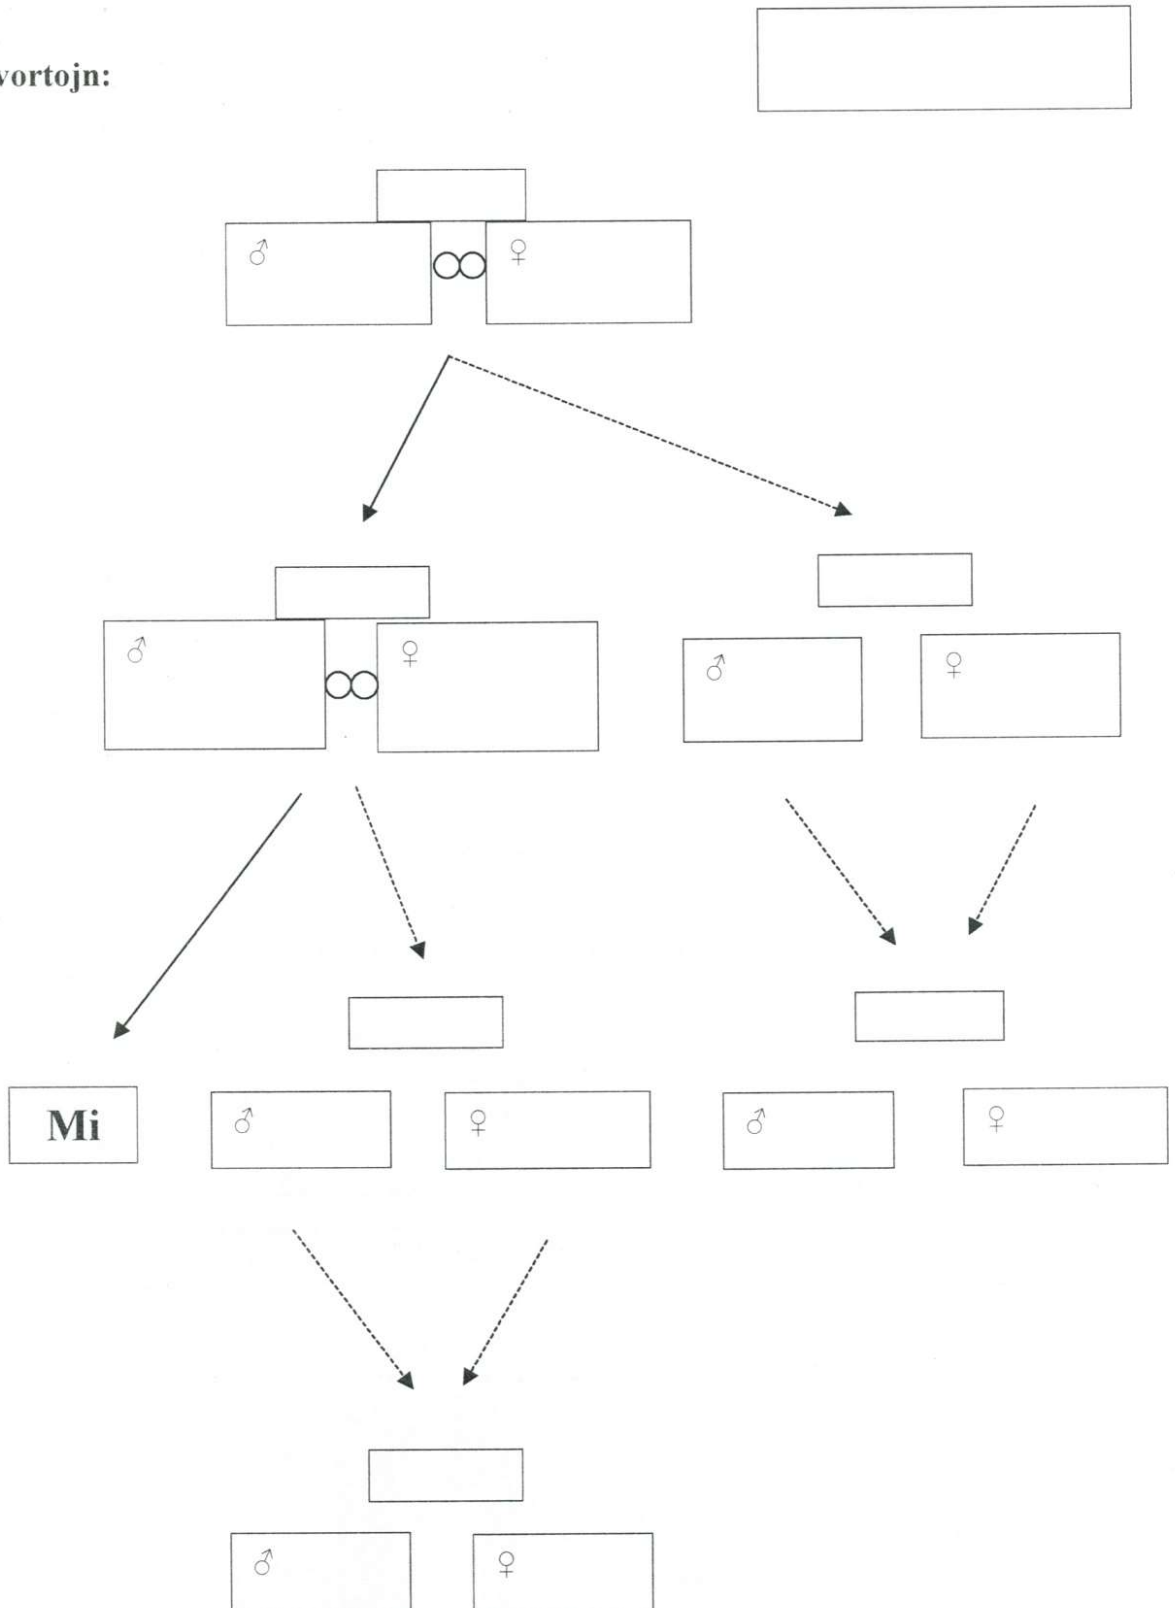 vortojn:
♂ ♀
♂ ♀ ♂ ♀
Mi ♂ ♀ ♂ ♀
♂ ♀